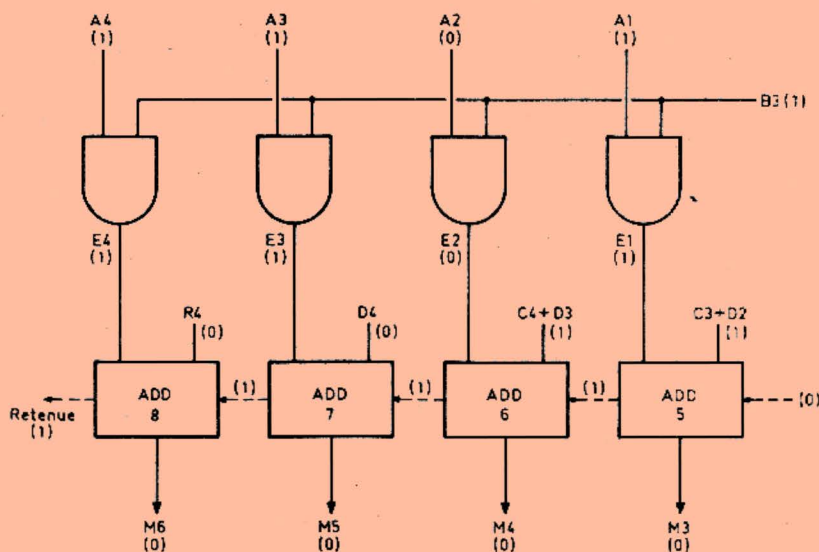 A4 A3 A2 A1
(1) (1) (0) (1)
B3(1)
E4 E3 E2 E1
(1) (1) (0) (1)
R4 D4 C4+D3 C3+D2
(0) (0) (1) (1)
ADD (1) ADD (1) ADD (1) ADD (0)
8 7 6 5
Retenue
(1)
M6 M5 M4 M3
(0) (0) (0) (0)